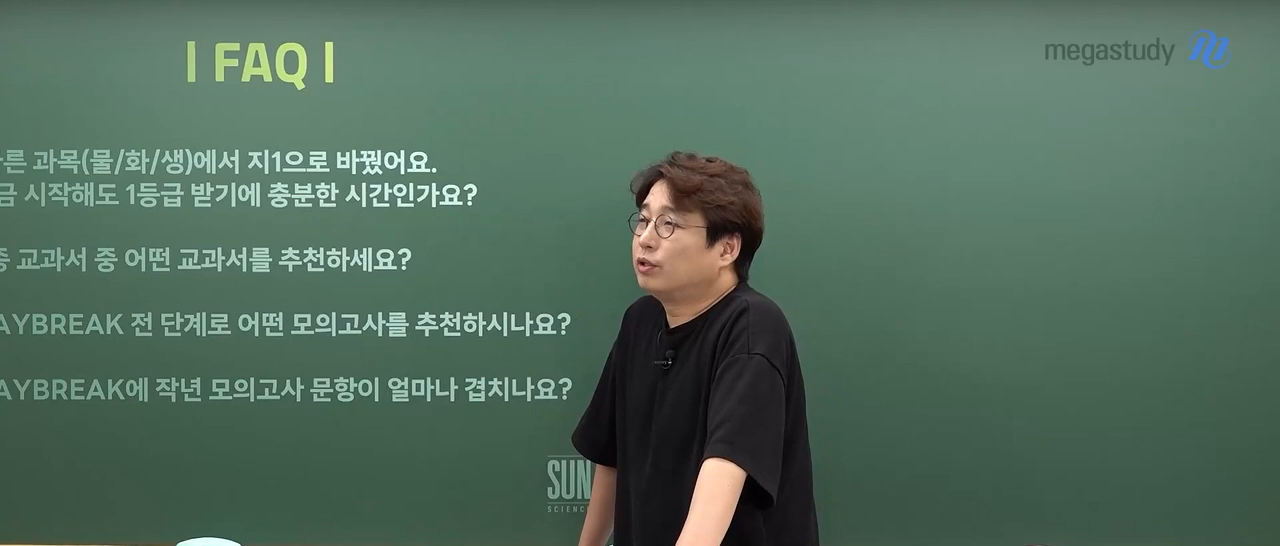 | FAQ |
megastudy
른 과목(물/화/생)에서 지1으로 바꿨어요.
금 시작해도 1등급 받기에 충분한 시간인가요?
중 교과서 중 어떤 교과서를 추천하세요?
AYBREAK 전 단계로 어떤 모의고사를 추천하시나요?
AYBREAK에 작년 모의고사 문항이 얼마나 겹치나요?
SUN
SCIENC